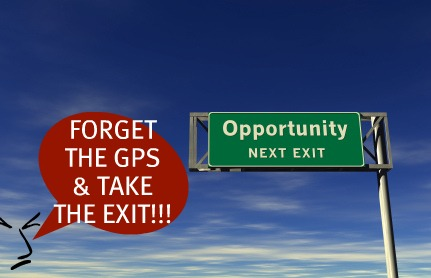 FORGET
THE GPS
& TAKE
THE EXIT!!!
Opportunity
NEXT EXIT